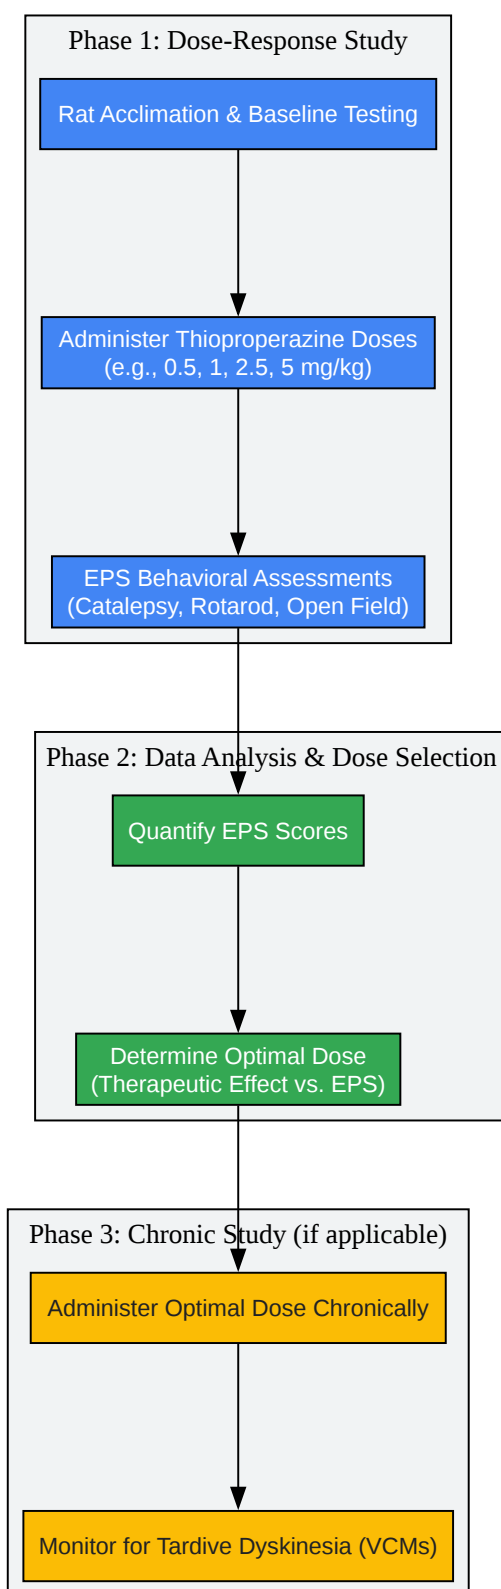 Phase 1: Dose-Response Study
Rat Acclimation & Baseline Testing
Administer Thioproperazine Doses
(e.g., 0.5, 1, 2.5, 5 mg/kg)
EPS Behavioral Assessments
(Catalepsy, Rotarod, Open Field)
Phase 2: Data Analysis & Dose Selection
Quantify EPS Scores
Determine Optimal Dose
(Therapeutic Effect vs. EPS)
Phase 3: Chronic Study (if applicable)
Administer Optimal Dose Chronically
Monitor for Tardive Dyskinesia (VCMs)